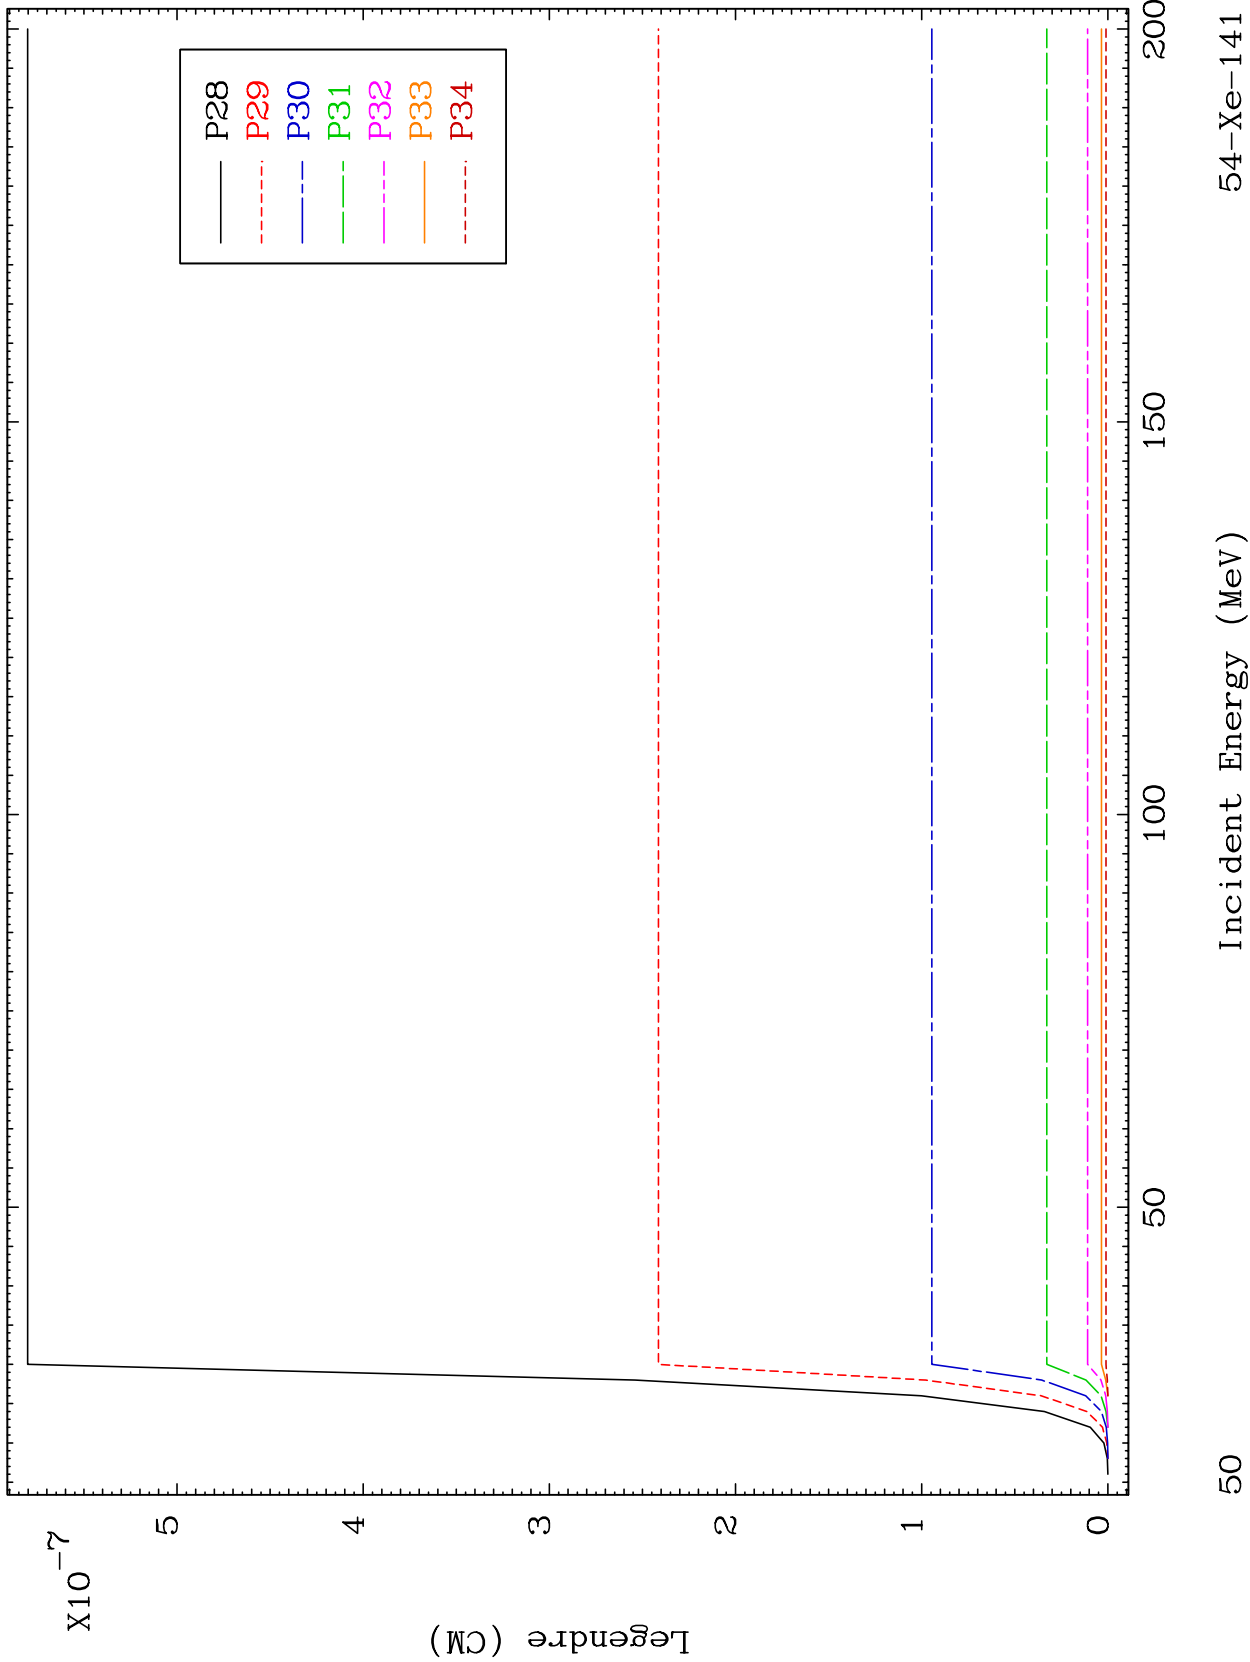 X10-7
5
4
3
2
1
0
Legendre (CM)
P28
P29
P30
P31
P32
P33
P34
50
100
150
200
Incident Energy (MeV)
50
54-Xe-141